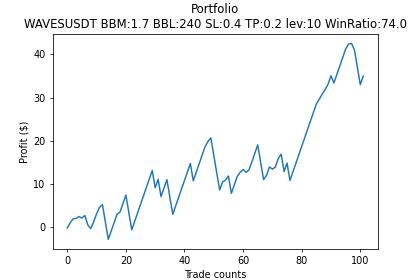 Portfolio
WAVESUSDT BBM:1.7 BBL:240 SL:0.4 TP:0.2 lev:10 WinRatio:74.0
Profit ($)
40
30
20
10
0
0 20 40 60 80 100
Trade counts